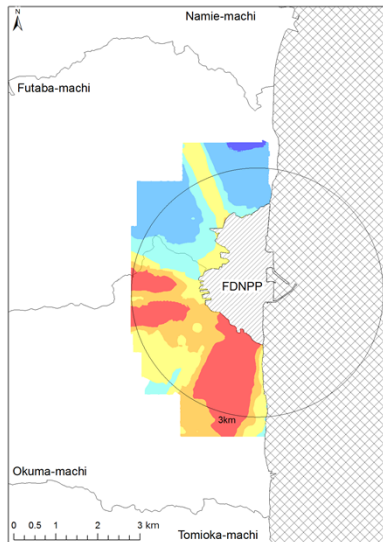 N
Namie-machi
Futaba-machi
FDNPP
3km
Okuma-machi
0 0.5 1 2 3 km
Tomioka-machi